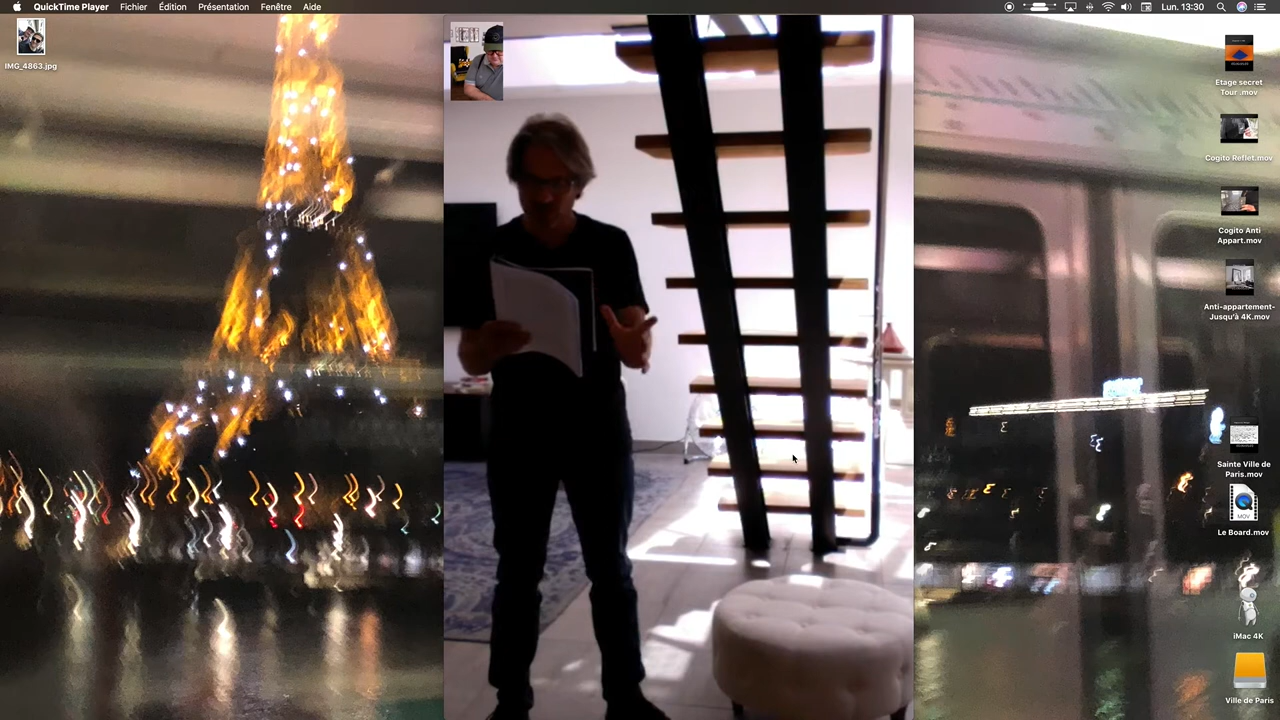 QuickTime Player Fichier Édition Présentation Fenêtre Aide Lun. 13:30
IMG_4863.jpg
Etage secret
Tour .mov
Cogito Reflet.mov
Cogito Anti
Appart.mov
Anti-appartement-
Jusqu'à 4K.mov
Sainte Ville de
Paris.mov
MOV
Le Board.mov
iMac 4K
Ville de Paris